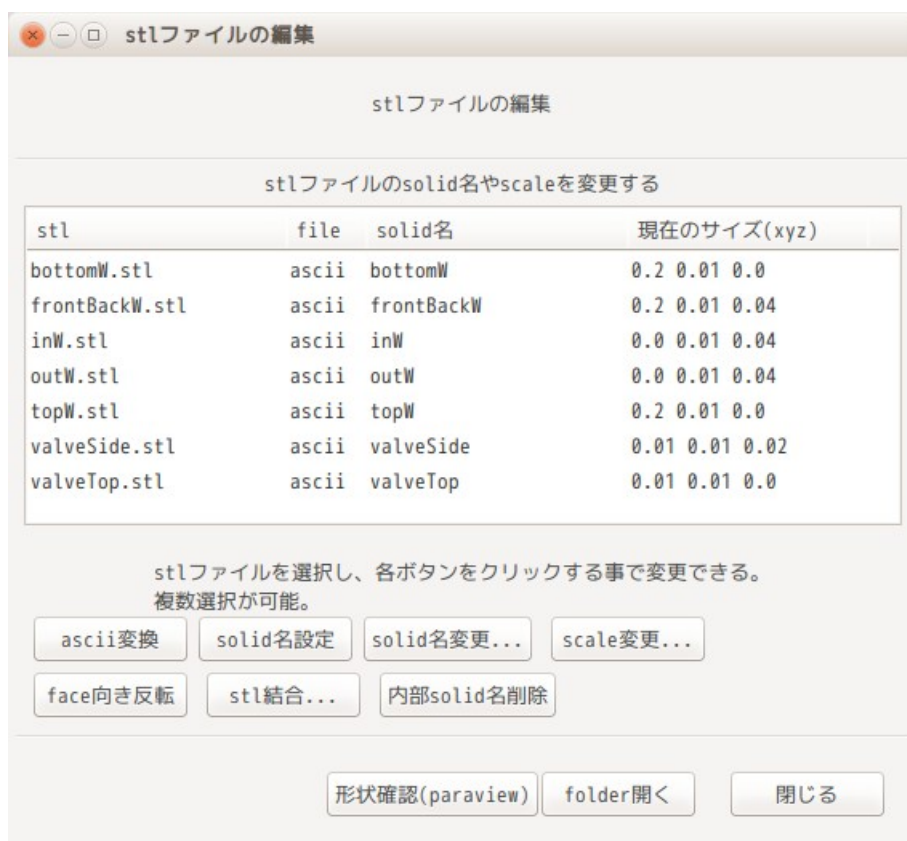 stlファイルの編集
stlファイルの編集
stlファイルのsolid名やscaleを変更する
stl file solid名 現在のサイズ(xyz)
bottomW.stl ascii bottomW 0.2 0.01 0.0
frontBackW.stl ascii frontBackW 0.2 0.01 0.04
inW.stl ascii inW 0.0 0.01 0.04
outW.stl ascii outW 0.0 0.01 0.04
topW.stl ascii topW 0.2 0.01 0.0
valveSide.stl ascii valveSide 0.01 0.01 0.02
valveTop.stl ascii valveTop 0.01 0.01 0.0
stlファイルを選択し、各ボタンをクリックする事で変更できる。
複数選択が可能。
ascii変換 solid名設定 solid名変更... scale変更...
face向き反転 stl結合... 内部solid名削除
形状確認(paraview) folder開く 閉じる